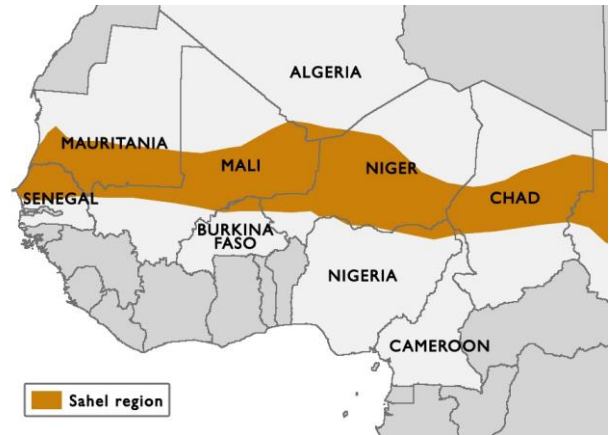 ALGERIA
MAURITANIA
MALI
NIGER
CHAD
SENEGAL
BURKINA
FASO
NIGERIA
CAMEROON
Sahel region